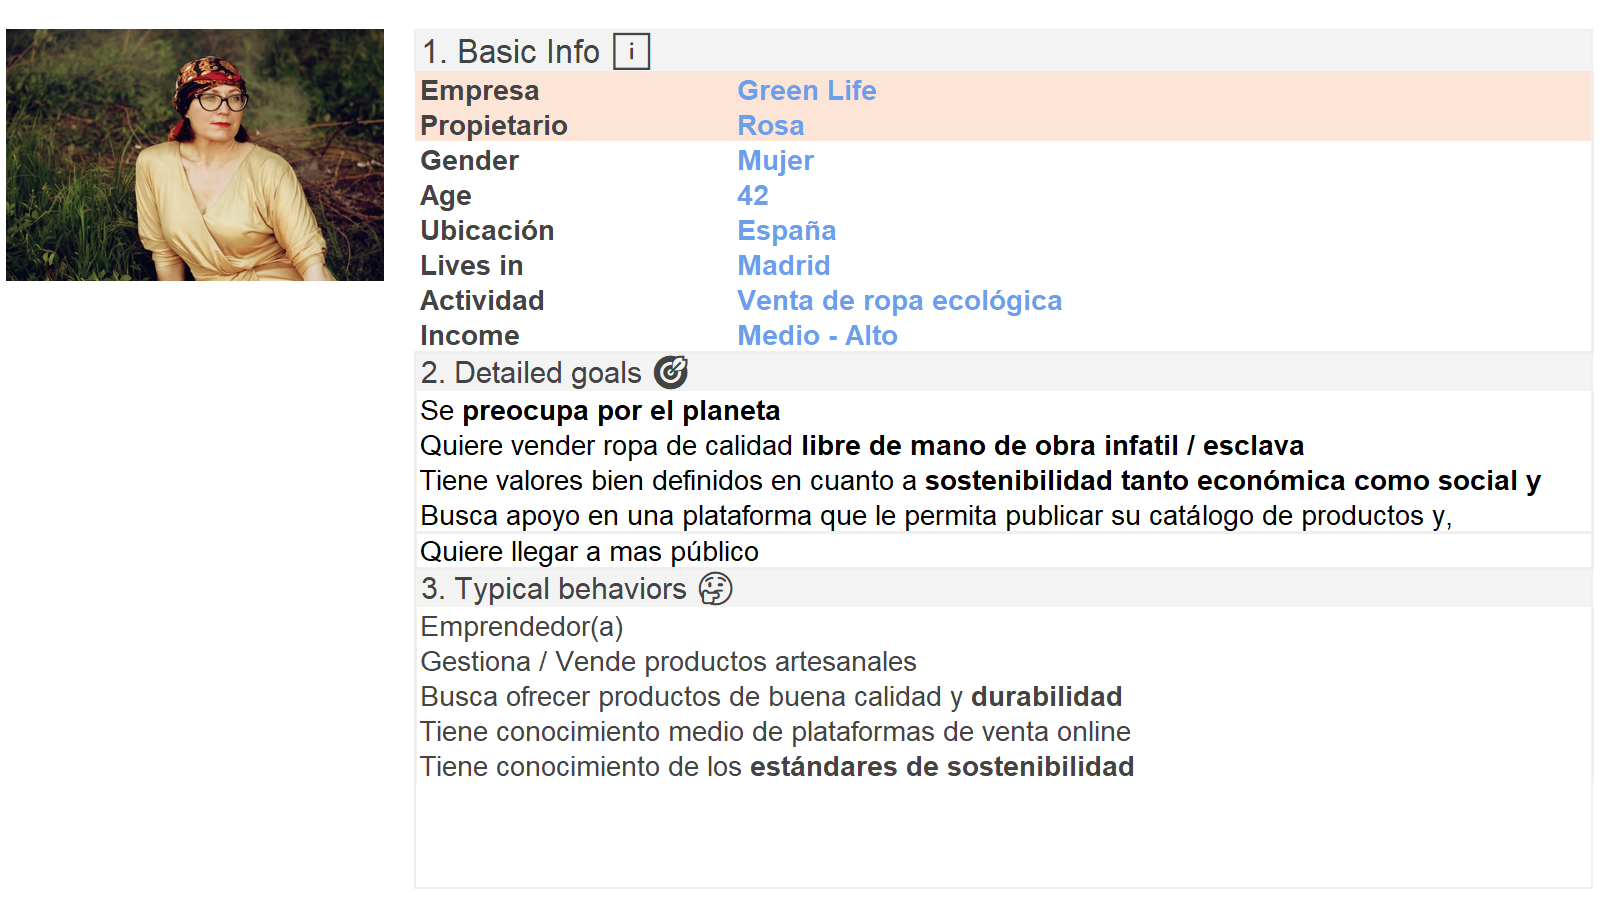 1. Basic Info i
Empresa Green Life
Propietario Rosa
Gender Mujer
Age 42
Ubicación España
Lives in Madrid
Actividad Venta de ropa ecológica
Income Medio - Alto
2. Detailed goals
Se preocupa por el planeta
Quiere vender ropa de calidad libre de mano de obra infatil / esclava
Tiene valores bien definidos en cuanto a sostenibilidad tanto económica como social y
Busca apoyo en una plataforma que le permita publicar su catálogo de productos y,
Quiere llegar a mas público
3. Typical behaviors
Emprendedor(a)
Gestiona / Vende productos artesanales
Busca ofrecer productos de buena calidad y durabilidad
Tiene conocimiento medio de plataformas de venta online
Tiene conocimiento de los estándares de sostenibilidad